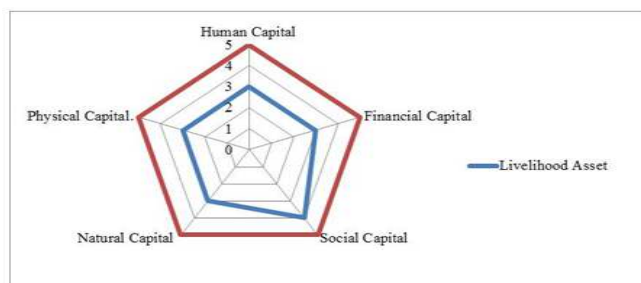 Human Capital
5
4
3
2
1
0
Physical Capital.
Financial Capital
Livelihood Asset
Natural Capital
Social Capital